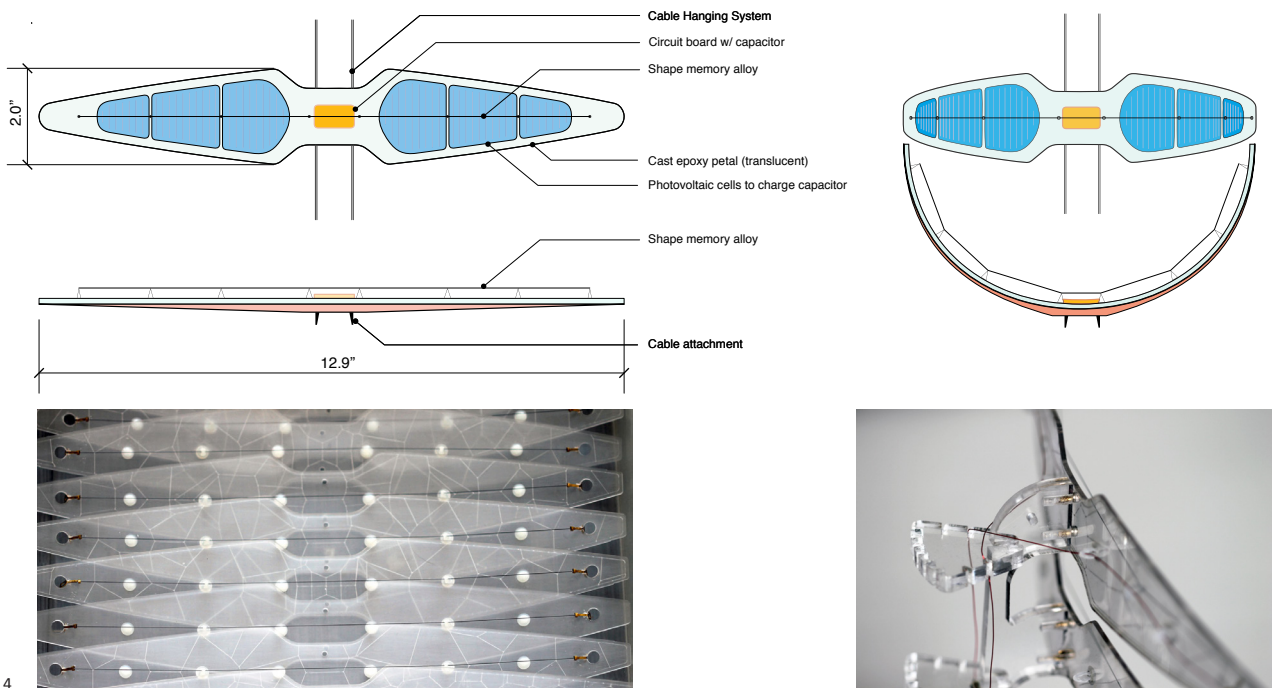 Cable Hanging System
Circuit board w/ capacitor
Shape memory alloy
2.0”
Cast epoxy petal (translucent)
Photovoltaic cells to charge capacitor
Shape memory alloy
Cable attachment
12.9”
4